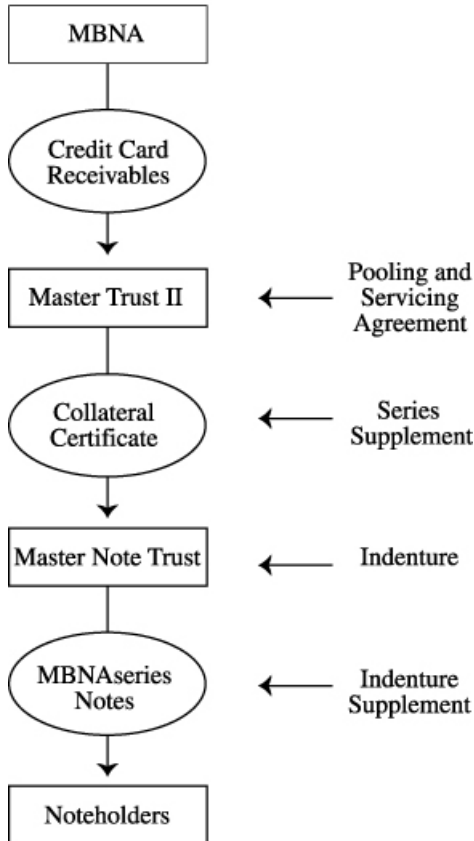 MBNA
Credit Card
Receivables
Master Trust II
Pooling and
Servicing
Agreement
Collateral
Certificate
Series
Supplement
Master Note Trust
Indenture
MBNAseries
Notes
Indenture
Supplement
Noteholders